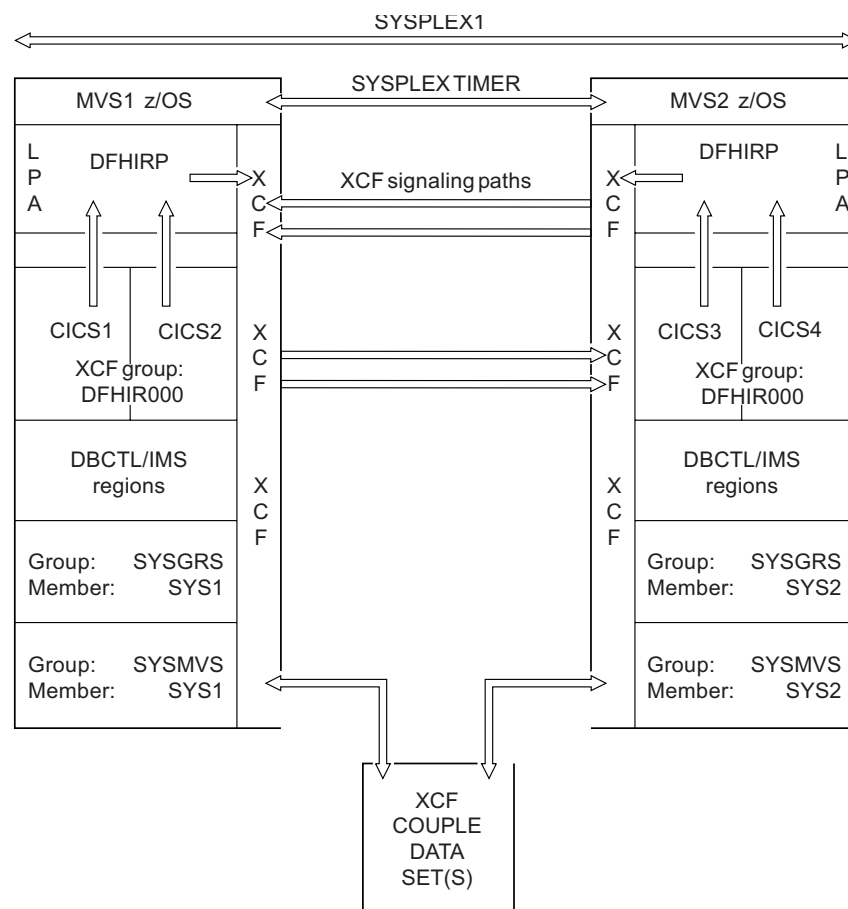 SYSPLEX1
SYSPLEX TIMER
MVS1 z/OS
MVS2 z/OS
L
P
A
DFHIRP
X
C
F
XCF signaling paths
X
C
F
DFHIRP
L
P
A
CICS1
CICS2
XCF group:
DFHIR000
X
C
F
X
C
F
CICS3
CICS4
XCF group:
DFHIR000
DBCTL/IMS
regions
X
C
F
X
C
F
DBCTL/IMS
regions
Group: SYSGRS
Member: SYS1
Group: SYSGRS
Member: SYS2
Group: SYSMVS
Member: SYS1
Group: SYSMVS
Member: SYS2
XCF
COUPLE
DATA
SET(S)